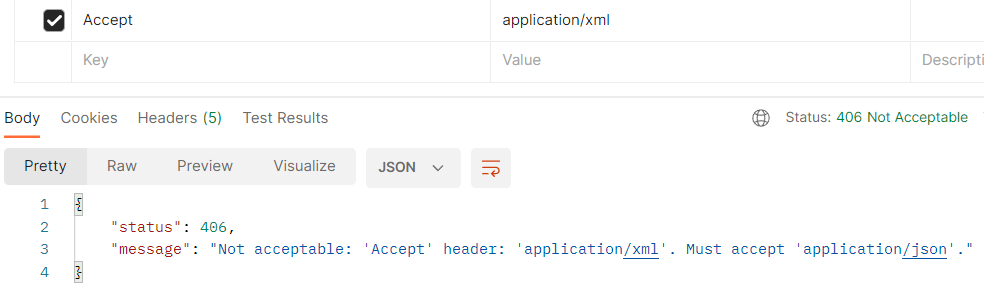 Accept application/xml
Key Value Descripti
Body Cookies Headers (5) Test Results Status: 406 Not Acceptable
Pretty Raw Preview Visualize JSON
1 {
2 "status": 406,
3 "message": "Not acceptable: 'Accept' header: 'application/xml'. Must accept 'application/json'."
4 }